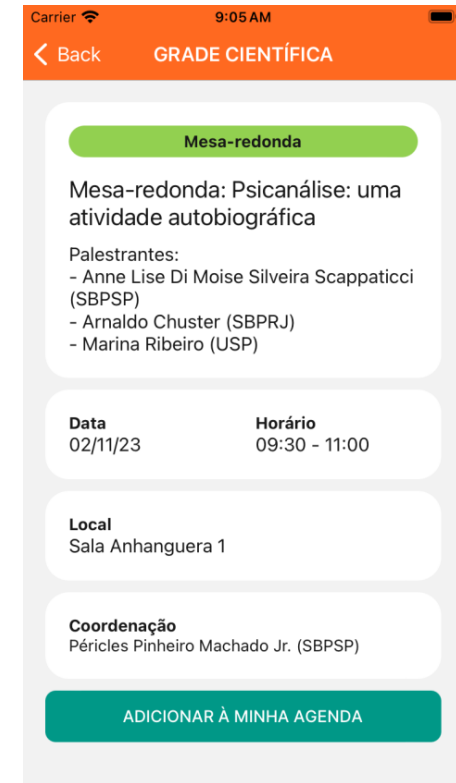 Carrier 9:05 AM
Back GRADE CIENTÍFICA
Mesa-redonda
Mesa-redonda: Psicanálise: uma
atividade autobiográfica
Palestrantes:
- Anne Lise Di Moise Silveira Scappaticci
(SBPSP)
- Arnaldo Chuster (SBPRJ)
- Marina Ribeiro (USP)
Data Horário
02/11/23 09:30 - 11:00
Local
Sala Anhanguera 1
Coordenação
Péricles Pinheiro Machado Jr. (SBPSP)
ADICIONAR À MINHA AGENDA